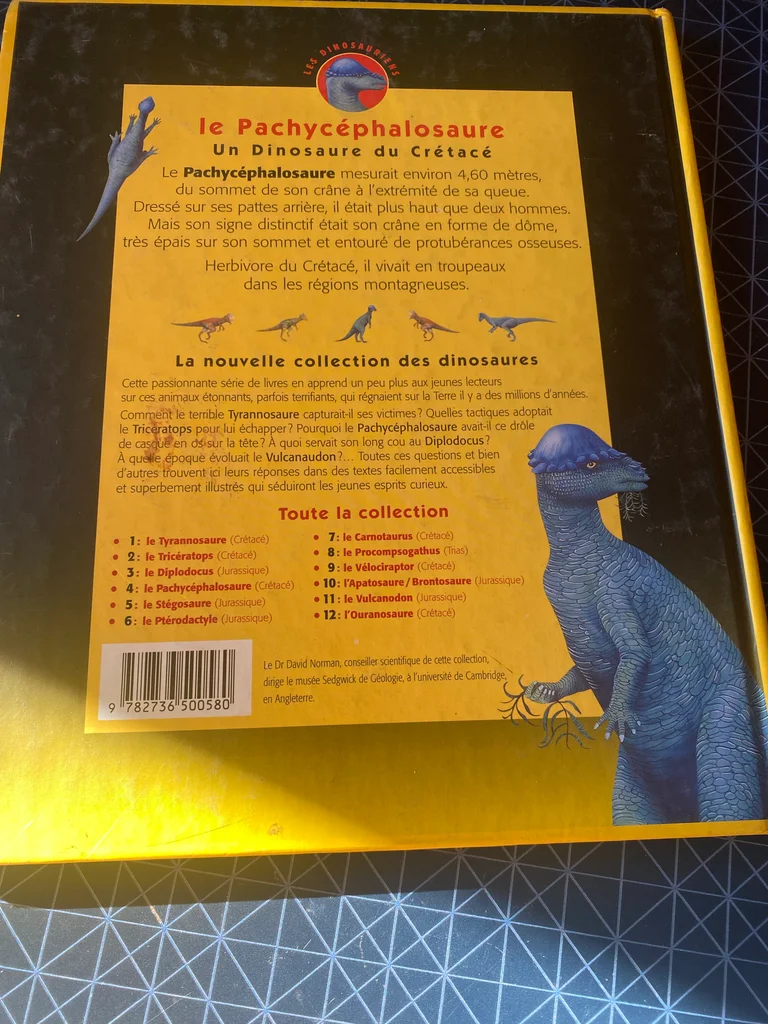 LES DINOSAURIENS
le Pachycéphalosaure
Un Dinosaure du Crétacé
Le Pachycéphalosaure mesurait environ 4,60 mètres,
du sommet de son crâne à l'extrémité de sa queue.
Dressé sur ses pattes arrière, il était plus haut que deux hommes.
Mais son signe distinctif était son crâne en forme de dôme,
très épais sur son sommet et entouré de protubérances osseuses.
Herbivore du Crétacé, il vivait en troupeaux
dans les régions montagneuses.
La nouvelle collection des dinosaures
Cette passionnante série de livres en apprend un peu plus aux jeunes lecteurs
sur ces animaux étonnants, parfois terrifiants, qui régnaient sur la Terre il y a des millions d'années.
Comment le terrible Tyrannosaure capturait-il ses victimes? Quelles tactiques adoptait
le Tricératops pour lui échapper? Pourquoi le Pachycéphalosaure avait-il ce drôle
de casque en os sur la tête? À quoi servait son long cou au Diplodocus?
À quelle époque évoluait le Vulcanaudon?... Toutes ces questions et bien
d'autres trouvent ici leurs réponses dans des textes facilement accessibles
et superbement illustrés qui séduiront les jeunes esprits curieux.
Toute la collection
• 1: le Tyrannosaure (Crétacé)
• 2: le Tricératops (Crétacé)
• 3: le Diplodocus (Jurassique)
• 4: le Pachycéphalosaure (Crétacé)
• 5: le Stégosaure (Jurassique)
• 6: le Ptérodactyle (Jurassique)
• 7: le Carnotaurus (Crétacé)
• 8: le Procompsogathus (Trias)
• 9: le Vélociraptor (Crétacé)
• 10: l'Apatosaure/Brontosaure (Jurassique)
• 11: le Vulcanodon (Jurassique)
• 12: l'Ouranosaure (Crétacé)
9 782736 500580
Le Dr David Norman, conseiller scientifique de cette collection,
dirige le musée Sedgwick de Géologie, à l'université de Cambridge,
en Angleterre.